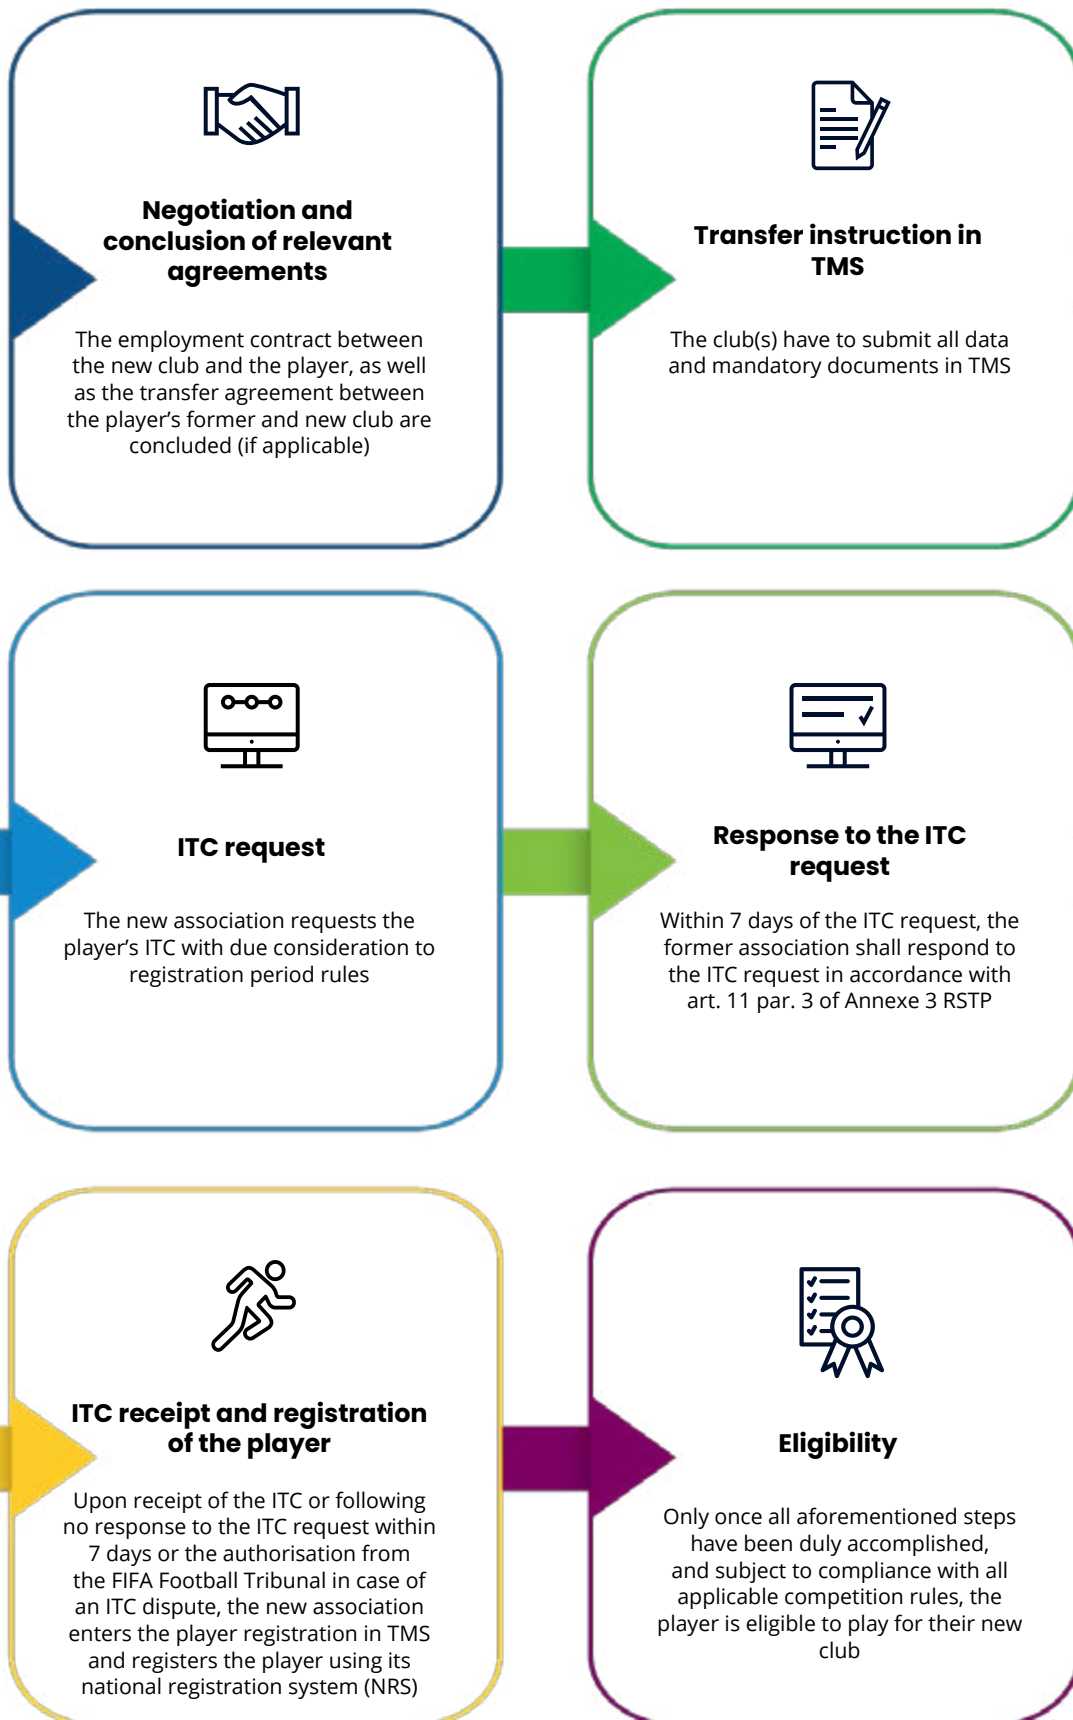 Negotiation and
conclusion of relevant
agreements
The employment contract between
the new club and the player, as well
as the transfer agreement between
the player's former and new club are
concluded (if applicable)
Transfer instruction in
TMS
The club(s) have to submit all data
and mandatory documents in TMS
ITC request
The new association requests the
player's ITC with due consideration to
registration period rules
Response to the ITC
request
Within 7 days of the ITC request, the
former association shall respond to
the ITC request in accordance with
art. 11 par. 3 of Annexe 3 RSTP
ITC receipt and registration
of the player
Upon receipt of the ITC or following
no response to the ITC request within
7 days or the authorisation from
the FIFA Football Tribunal in case of
an ITC dispute, the new association
enters the player registration in TMS
and registers the player using its
national registration system (NRS)
Eligibility
Only once all aforementioned steps
have been duly accomplished,
and subject to compliance with all
applicable competition rules, the
player is eligible to play for their new
club